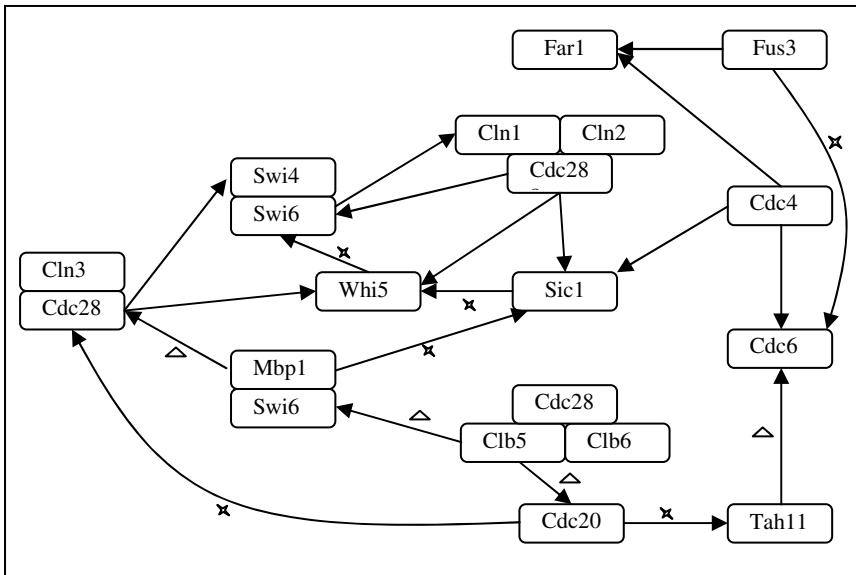 Far1
Fus3
Cln1
Cln2
Cdc28
Swi4
Swi6
Cdc4
Cln3
Cdc28
Whi5
Sic1
Cdc6
Mbp1
Swi6
Cdc28
Clb5
Clb6
Cdc20
Tah11